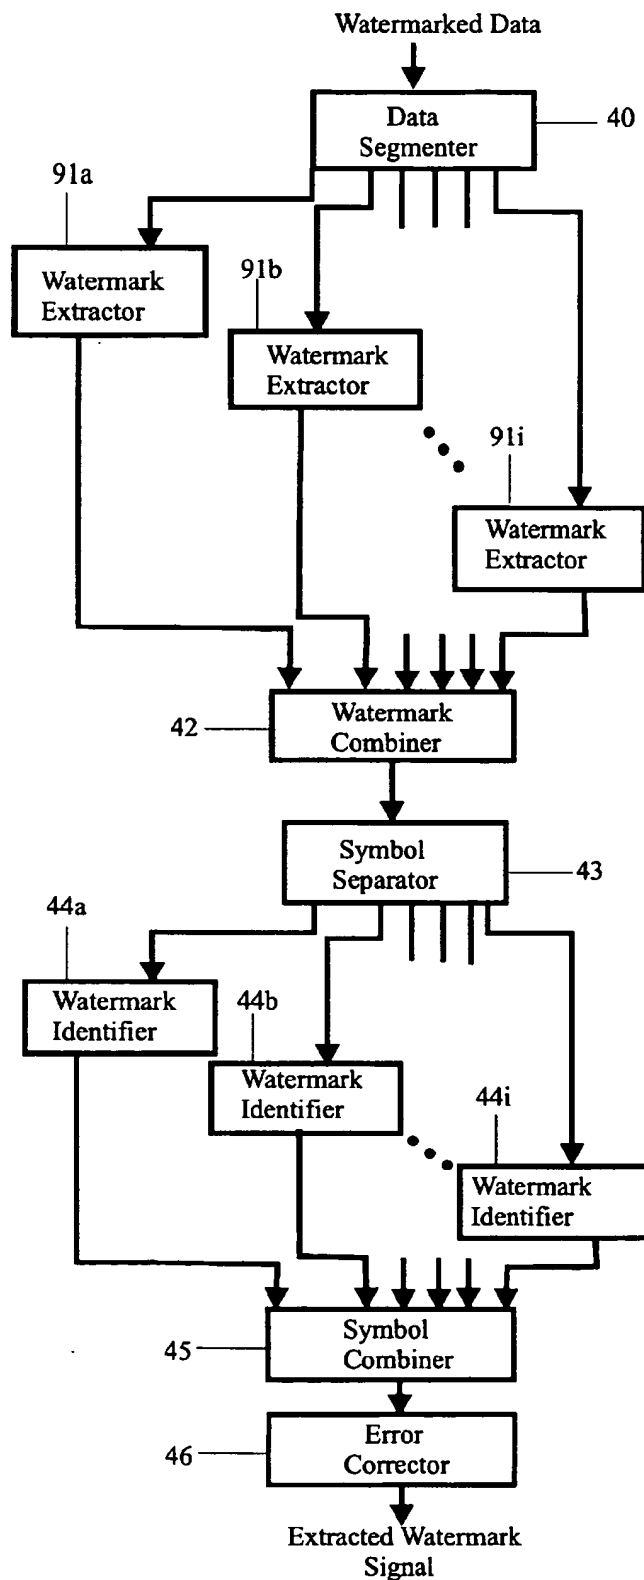 Watermarked Data
Data
Segmenter
40
91a
Watermark
Extractor
91b
Watermark
Extractor
91i
Watermark
Extractor
42
Watermark
Combiner
Symbol
Separator
43
44a
Watermark
Identifier
44b
Watermark
Identifier
44i
Watermark
Identifier
45
Symbol
Combiner
46
Error
Corrector
Extracted Watermark
Signal